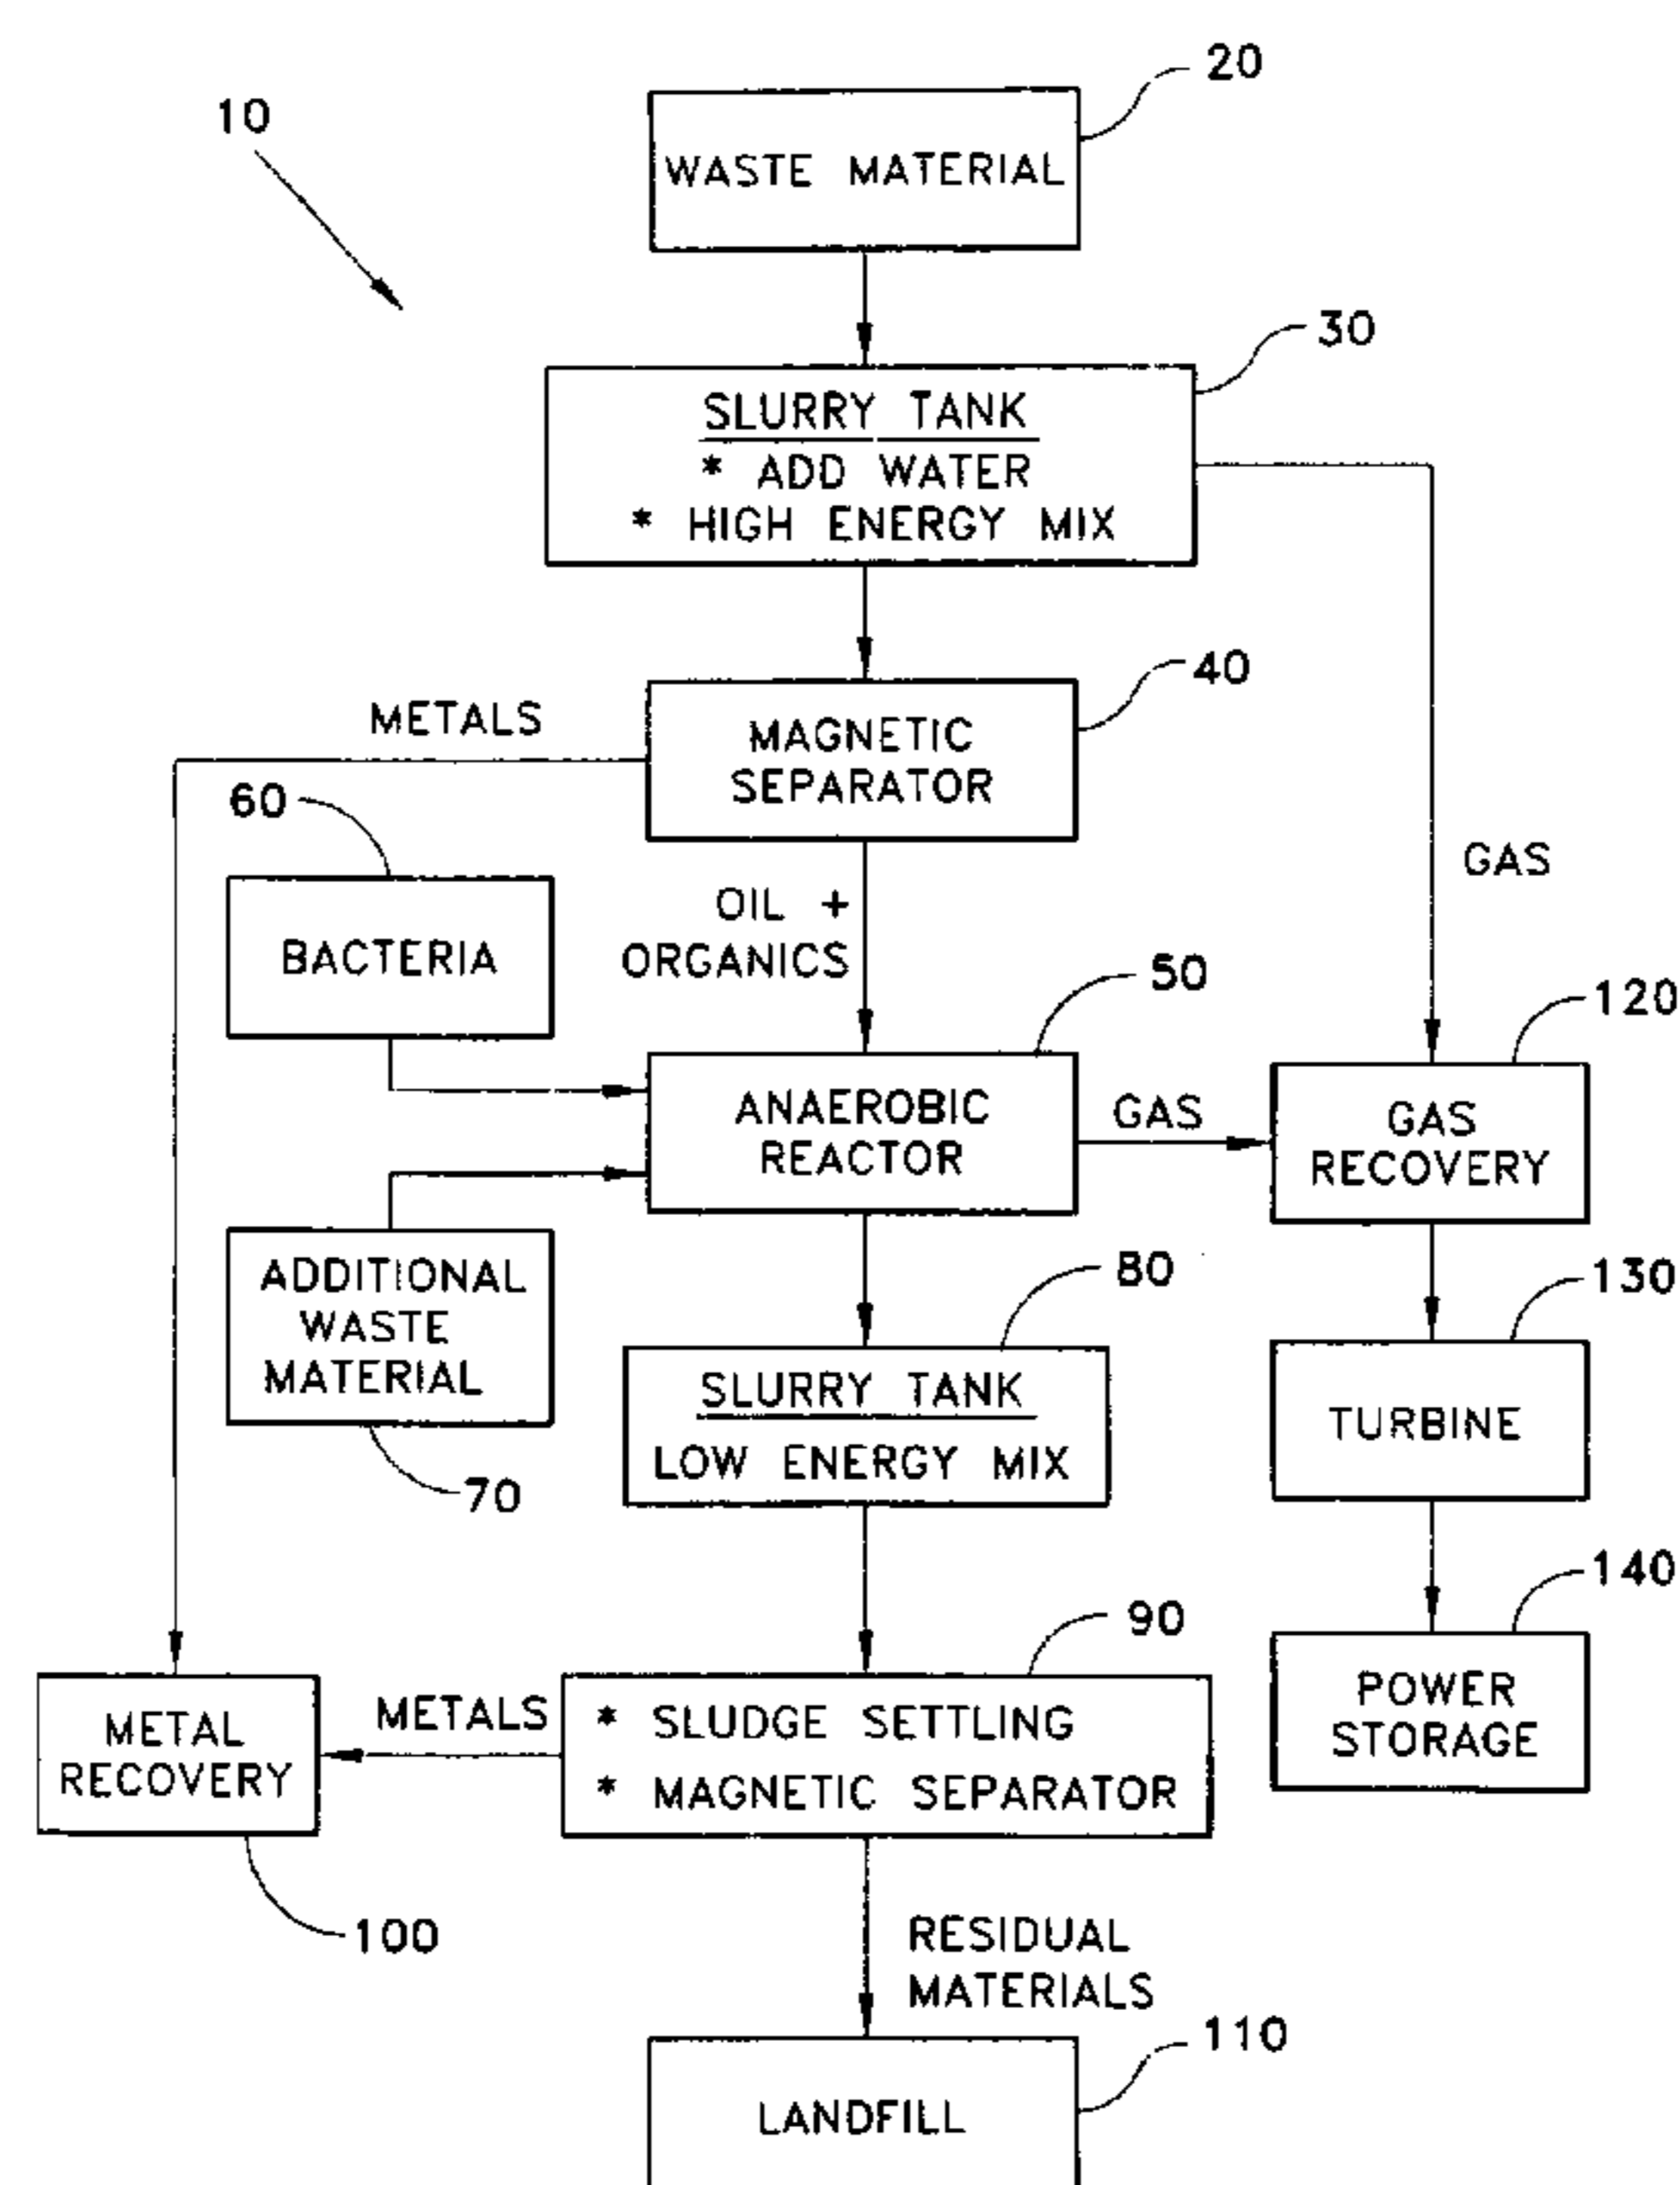 20
10
WASTE MATERIAL
30
SLURRY TANK
* ADD WATER
* HIGH ENERGY MIX
40
METALS
MAGNETIC
SEPARATOR
60
GAS
BACTERIA
OIL +
ORGANICS
50
120
ANAEROBIC
REACTOR
GAS
GAS
RECOVERY
80
130
ADDITIONAL
WASTE
MATERIAL
SLURRY TANK
LOW ENERGY MIX
TURBINE
70
140
90
METAL
RECOVERY
METALS
* SLUDGE SETTLING
* MAGNETIC SEPARATOR
POWER
STORAGE
100
RESIDUAL
MATERIALS
110
LANDFILL